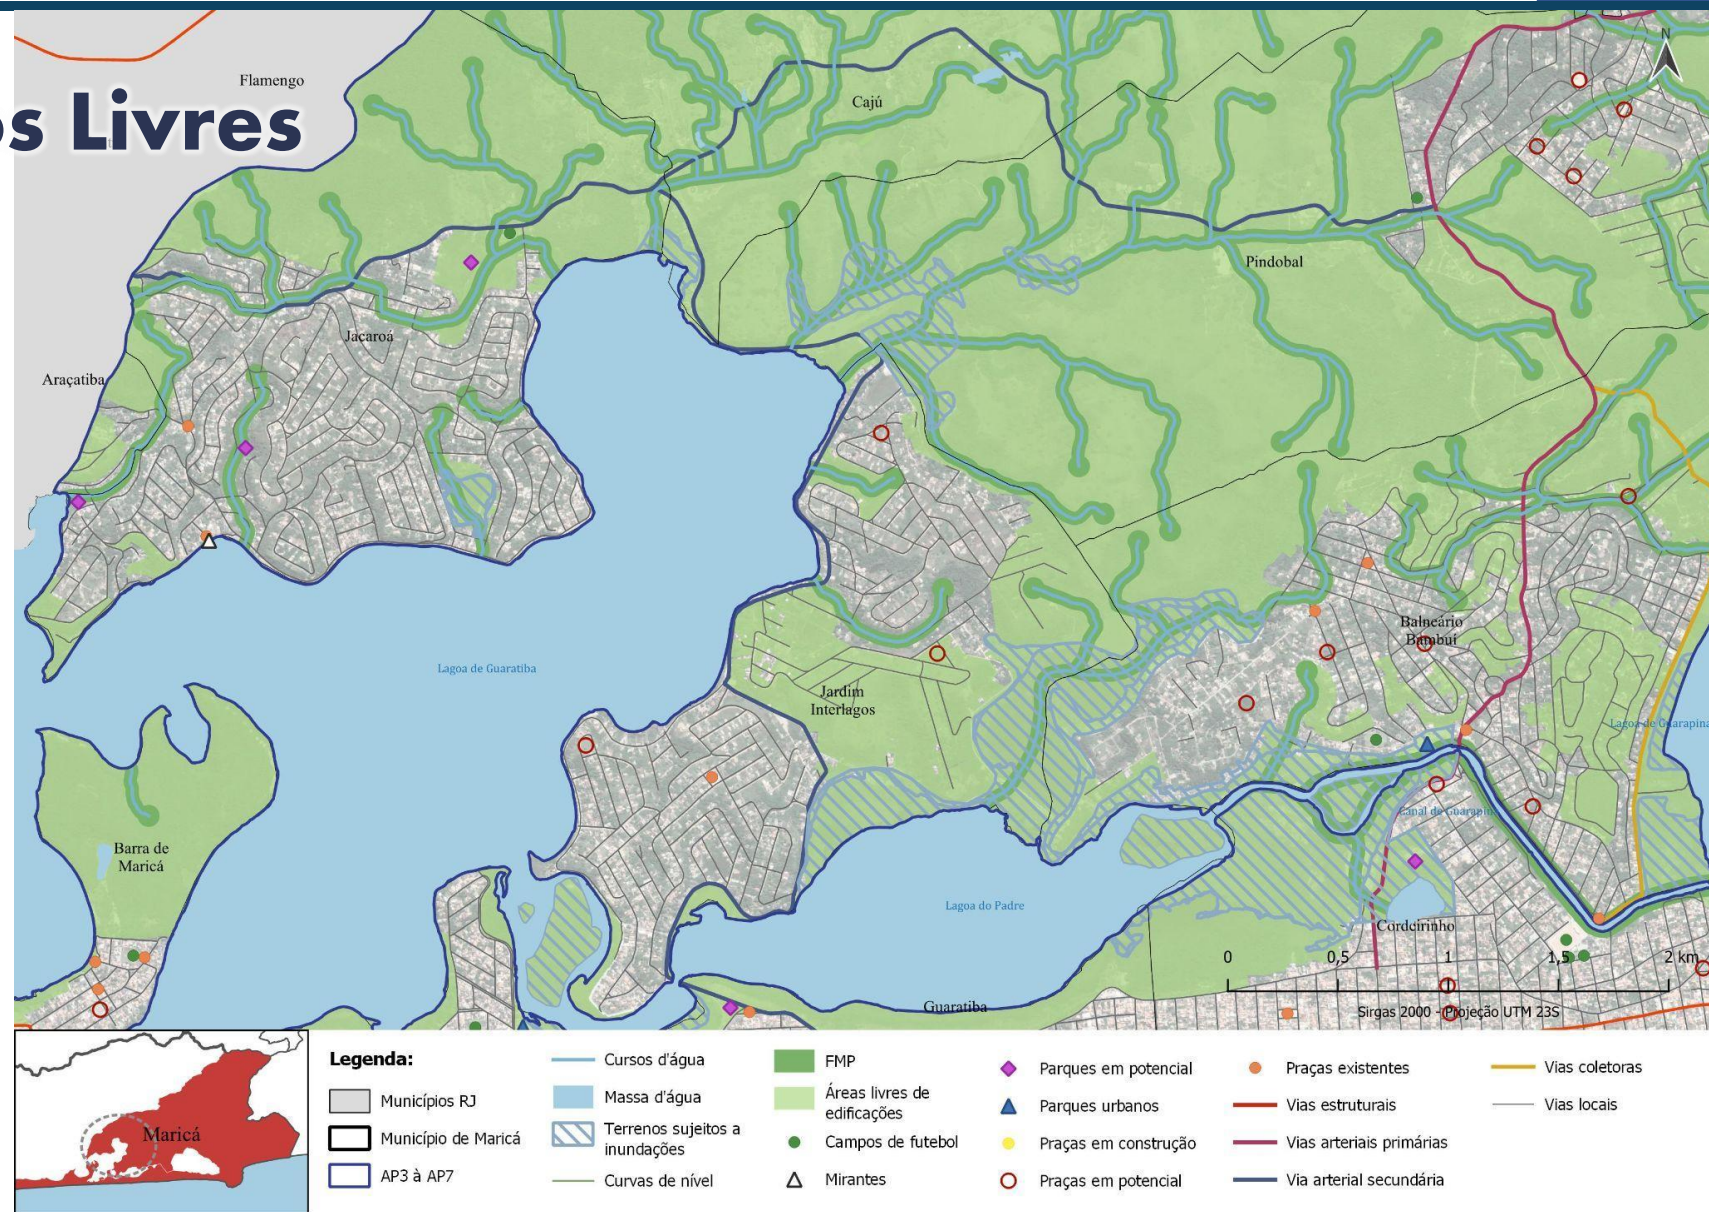 os Livres
Flamengo
Cajú
N
Pindobal
Jacaroá
Araçatiba
Balneário
Bambuí
Lagoa de Guaratiba
Jardim
Interlagos
Lagoa de Guarapina
Canal de Guarapin
Barra de
Maricá
Lagoa do Padre
Cordeirinho
Guaratiba
0 0,5 1 1,5 2 km
Sirgas 2000 - Projeção UTM 23S
Maricá
Legenda:
Municípios RJ
Município de Maricá
AP3 à AP7
Cursos d'água
Massa d'água
Terrenos sujeitos a
inundações
Curvas de nível
FMP
Áreas livres de
edificações
Campos de futebol
Mirantes
Parques em potencial
Parques urbanos
Praças em construção
Praças em potencial
Praças existentes
Vias estruturais
Vias arteriais primárias
Via arterial secundária
Vias coletoras
Vias locais